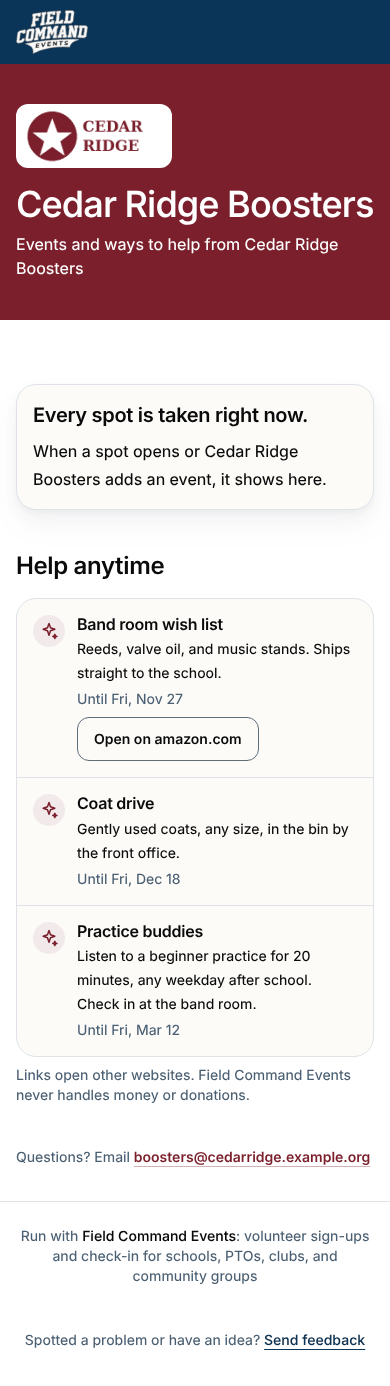 FIELD
COMMAND
EVENTS
CEDAR
RIDGE
Cedar Ridge Boosters
Events and ways to help from Cedar Ridge
Boosters
Every spot is taken right now.
When a spot opens or Cedar Ridge
Boosters adds an event, it shows here.
Help anytime
Band room wish list
Reeds, valve oil, and music stands. Ships
straight to the school.
Until Fri, Nov 27
Open on amazon.com
Coat drive
Gently used coats, any size, in the bin by
the front office.
Until Fri, Dec 18
Practice buddies
Listen to a beginner practice for 20
minutes, any weekday after school.
Check in at the band room.
Until Fri, Mar 12
Links open other websites. Field Command Events
never handles money or donations.
Questions? Email boosters@cedarridge.example.org
Run with Field Command Events: volunteer sign-ups
and check-in for schools, PTOs, clubs, and
community groups
Spotted a problem or have an idea? Send feedback